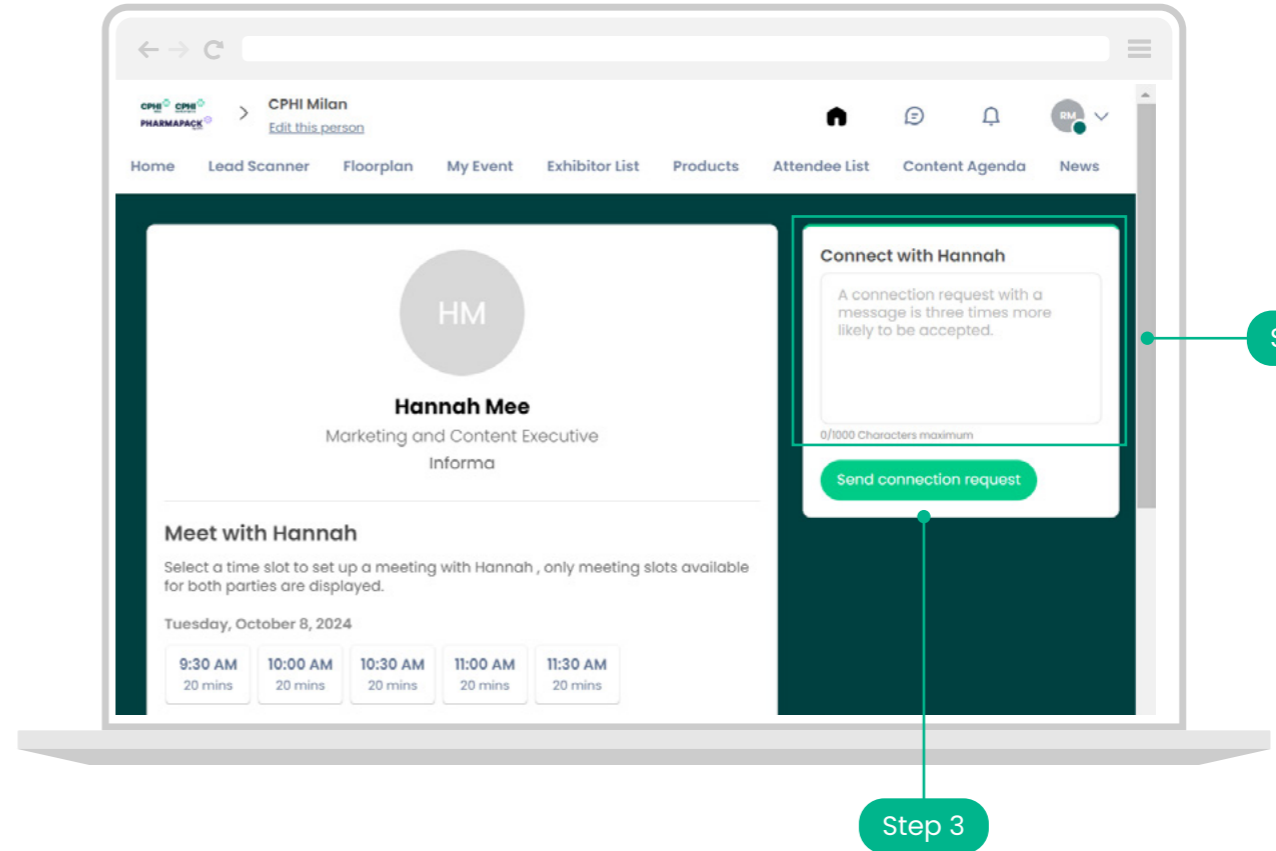 CPHI CPHI
PHARMAPACK
CPHI Milan
Edit this person
RM
Home Lead Scanner Floorplan My Event Exhibitor List Products Attendee List Content Agenda News
HM
Hannah Mee
Marketing and Content Executive
Informa
Meet with Hannah
Select a time slot to set up a meeting with Hannah , only meeting slots available
for both parties are displayed.
Tuesday, October 8, 2024
9:30 AM 10:00 AM 10:30 AM 11:00 AM 11:30 AM
20 mins 20 mins 20 mins 20 mins 20 mins
Connect with Hannah
A connection request with a
message is three times more
likely to be accepted.
0/1000 Characters maximum
Send connection request
S
Step 3